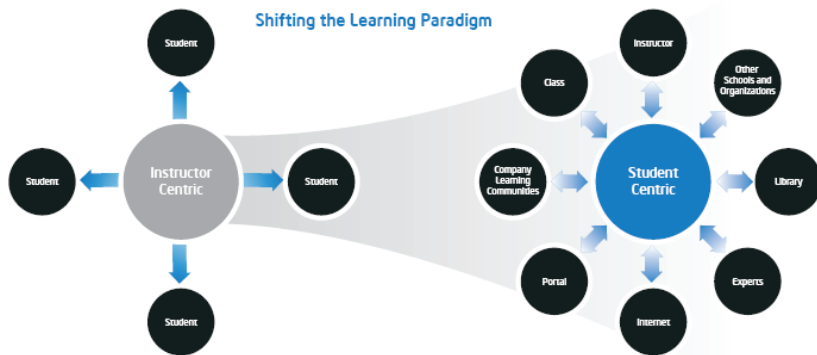 Shifting the Learning Paradigm
Student
Student
Instructor
Centric
Student
Student
Instructor
Class
Other
Schools and
Organizations
Company
Learning
Communities
Student
Centric
Library
Portal
Experts
Internet